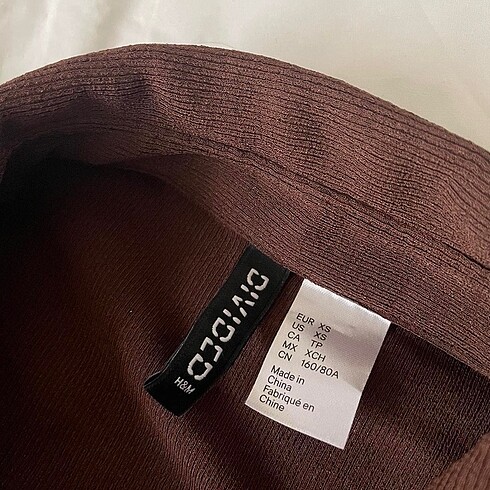 DIVIDED
H&M
EUR XS
US XS
CA TP
MX XCH
CN 160/80A
Made in
China
Fabriqué en
Chine